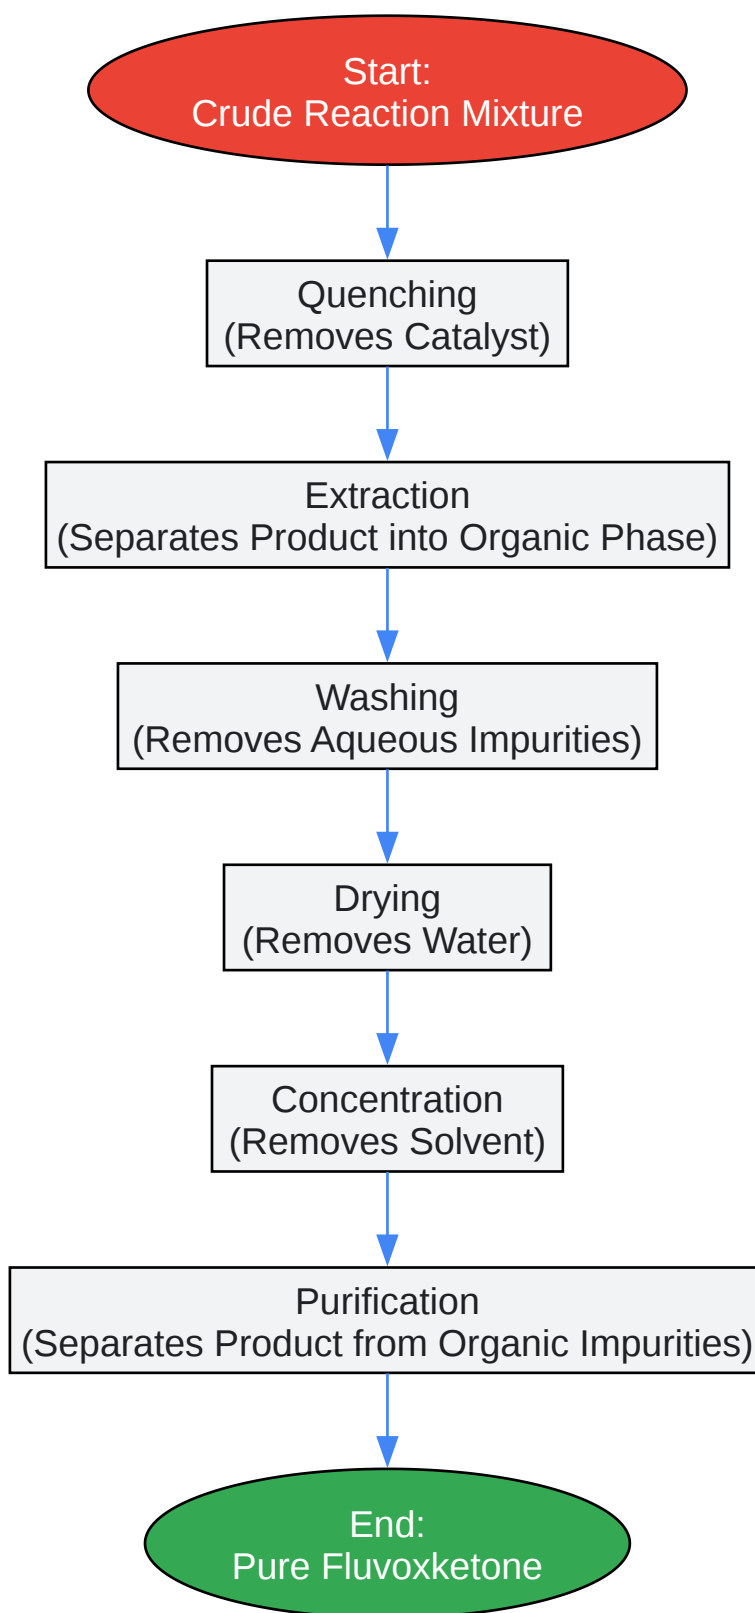 Start:
Crude Reaction Mixture
Quenching
(Removes Catalyst)
Extraction
(Separates Product into Organic Phase)
Washing
(Removes Aqueous Impurities)
Drying
(Removes Water)
Concentration
(Removes Solvent)
Purification
(Separates Product from Organic Impurities)
End:
Pure Fluvoxketone